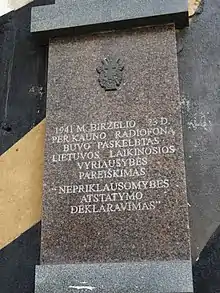 1941 M. BIRŽELIO 23 D.
PER KAUNO RADIOFONĄ
BUVO PASKELBTAS
LIETUVOS LAIKINOSIOS
VYRIAUSYBĖS
PAREIŠKIMAS
"NEPRIKLAUSOMYBĖS
ATSTATYMO
DEKLARAVIMAS"